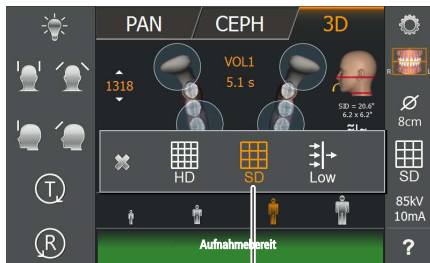 PAN
CEPH
3D
VOL1
5.1 s
1318
SID = 20.6"
6.2 x 6.2"
R
L
8cm
HD
SD
Low
SD
85kV
10mA
T
R
Aufnahmebereit
?